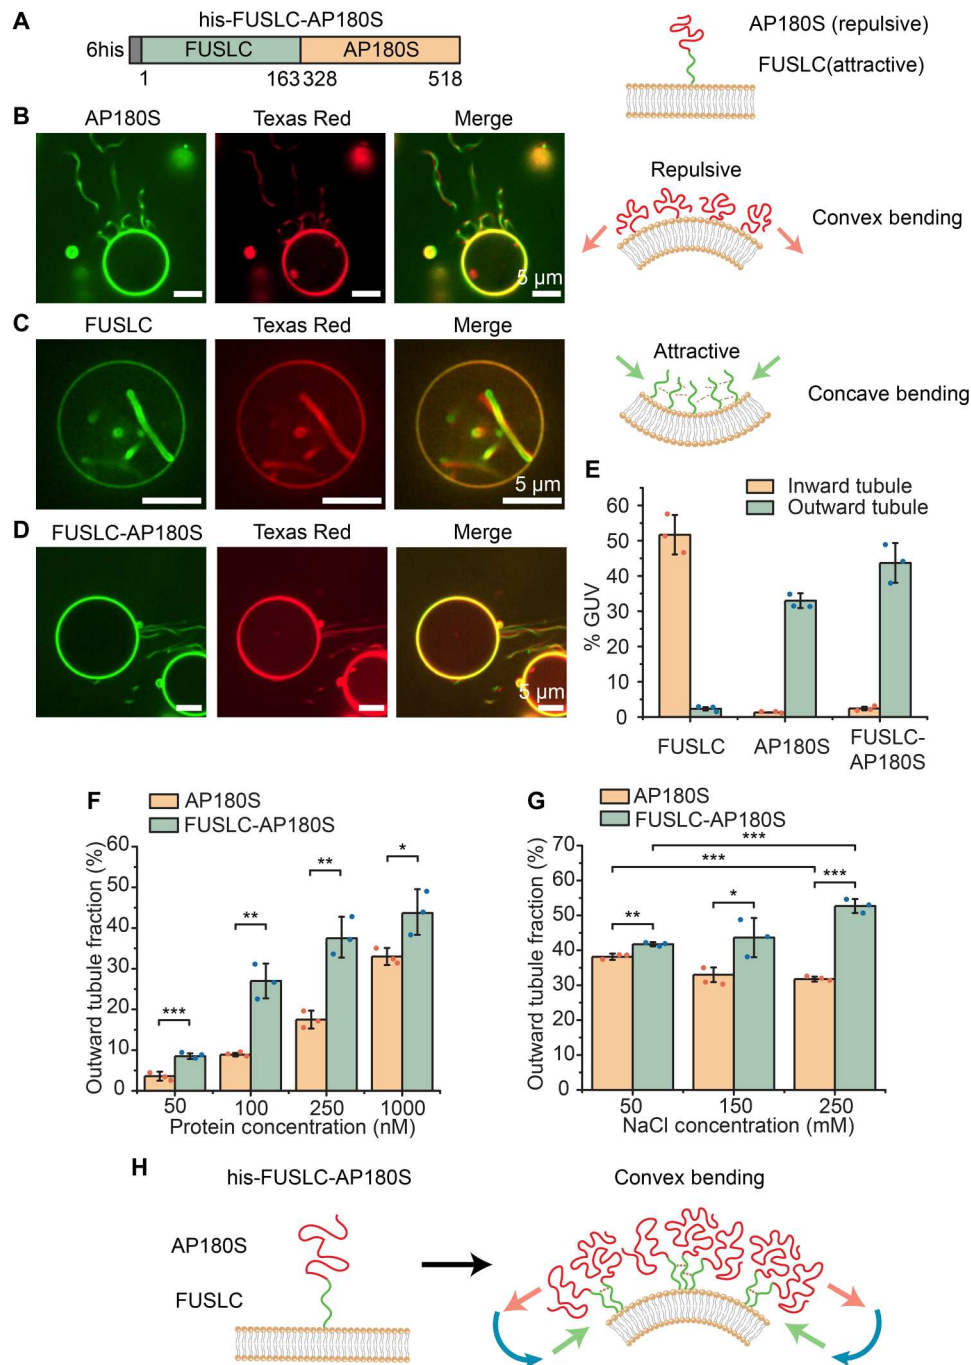 A
his-FUSLC-AP180S
6his
FUSLC
AP180S
1
163
328
518
AP180S (repulsive)
FUSLC(attractive)
B
AP180S
Texas Red
Merge
5 µm
Repulsive
Convex bending
C
FUSLC
Texas Red
Merge
5 µm
Attractive
Concave bending
D
FUSLC-AP180S
Texas Red
Merge
5 µm
E
Inward tubule
Outward tubule
% GUV
60
50
40
30
20
10
0
FUSLC
AP180S
FUSLC-
AP180S
F
AP180S
FUSLC-AP180S
Outward tubule fraction (%)
60
50
40
30
20
10
0
***
**
**
*
50
100
250
1000
Protein concentration (nM)
G
AP180S
FUSLC-AP180S
Outward tubule fraction (%)
70
60
50
40
30
20
10
0
***
***
**
*
***
50
150
250
NaCl concentration (mM)
H
his-FUSLC-AP180S
AP180S
FUSLC
Convex bending